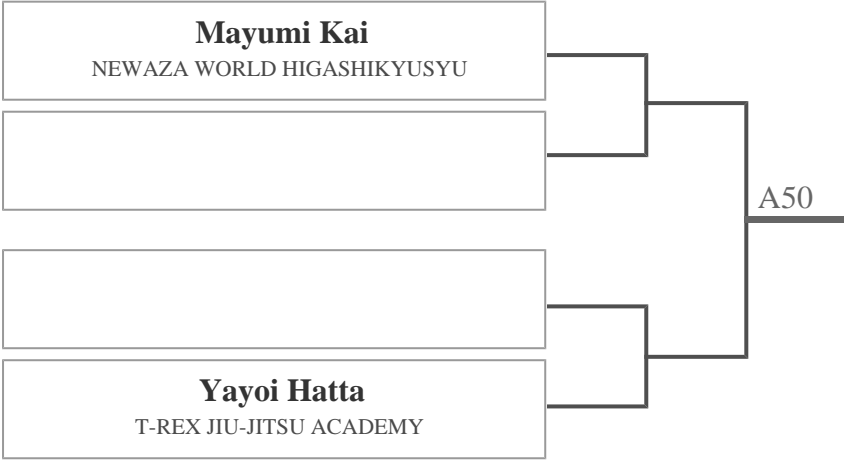 Mayumi Kai
NEWAZA WORLD HIGASHIKYUSYU
A50
Yayoi Hatta
T-REX JIU-JITSU ACADEMY